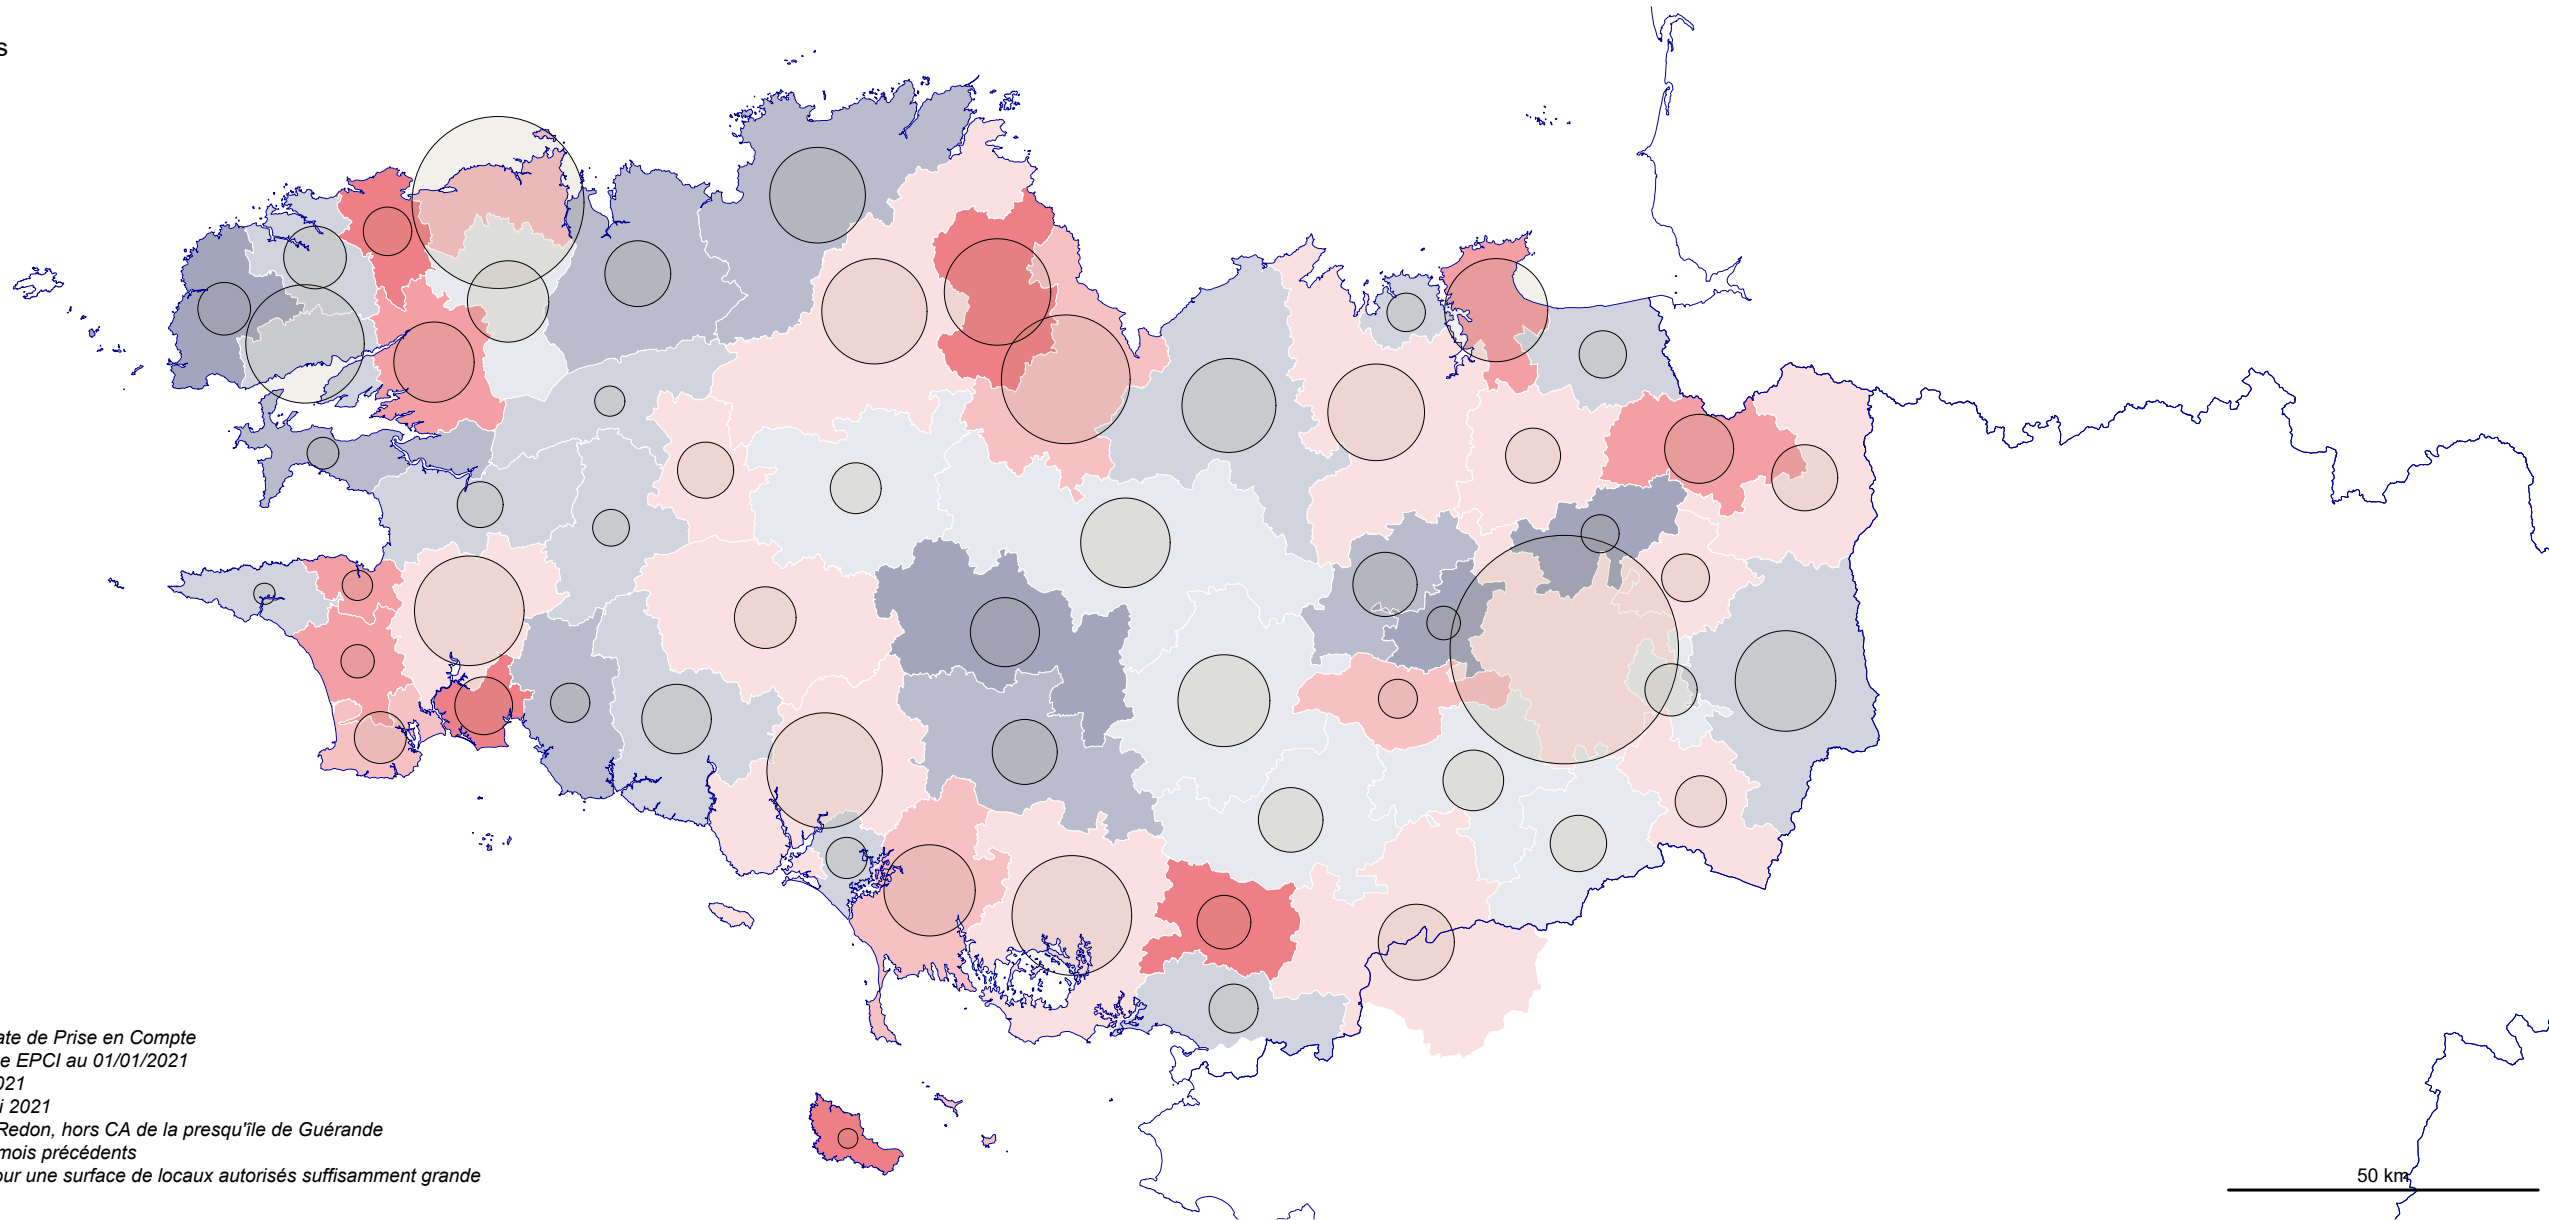 s
ate de Prise en Compte
e EPCI au 01/01/2021
021
i 2021
Redon, hors CA de la presqu'île de Guérande
mois précédents
our une surface de locaux autorisés suffisamment grande
50 km